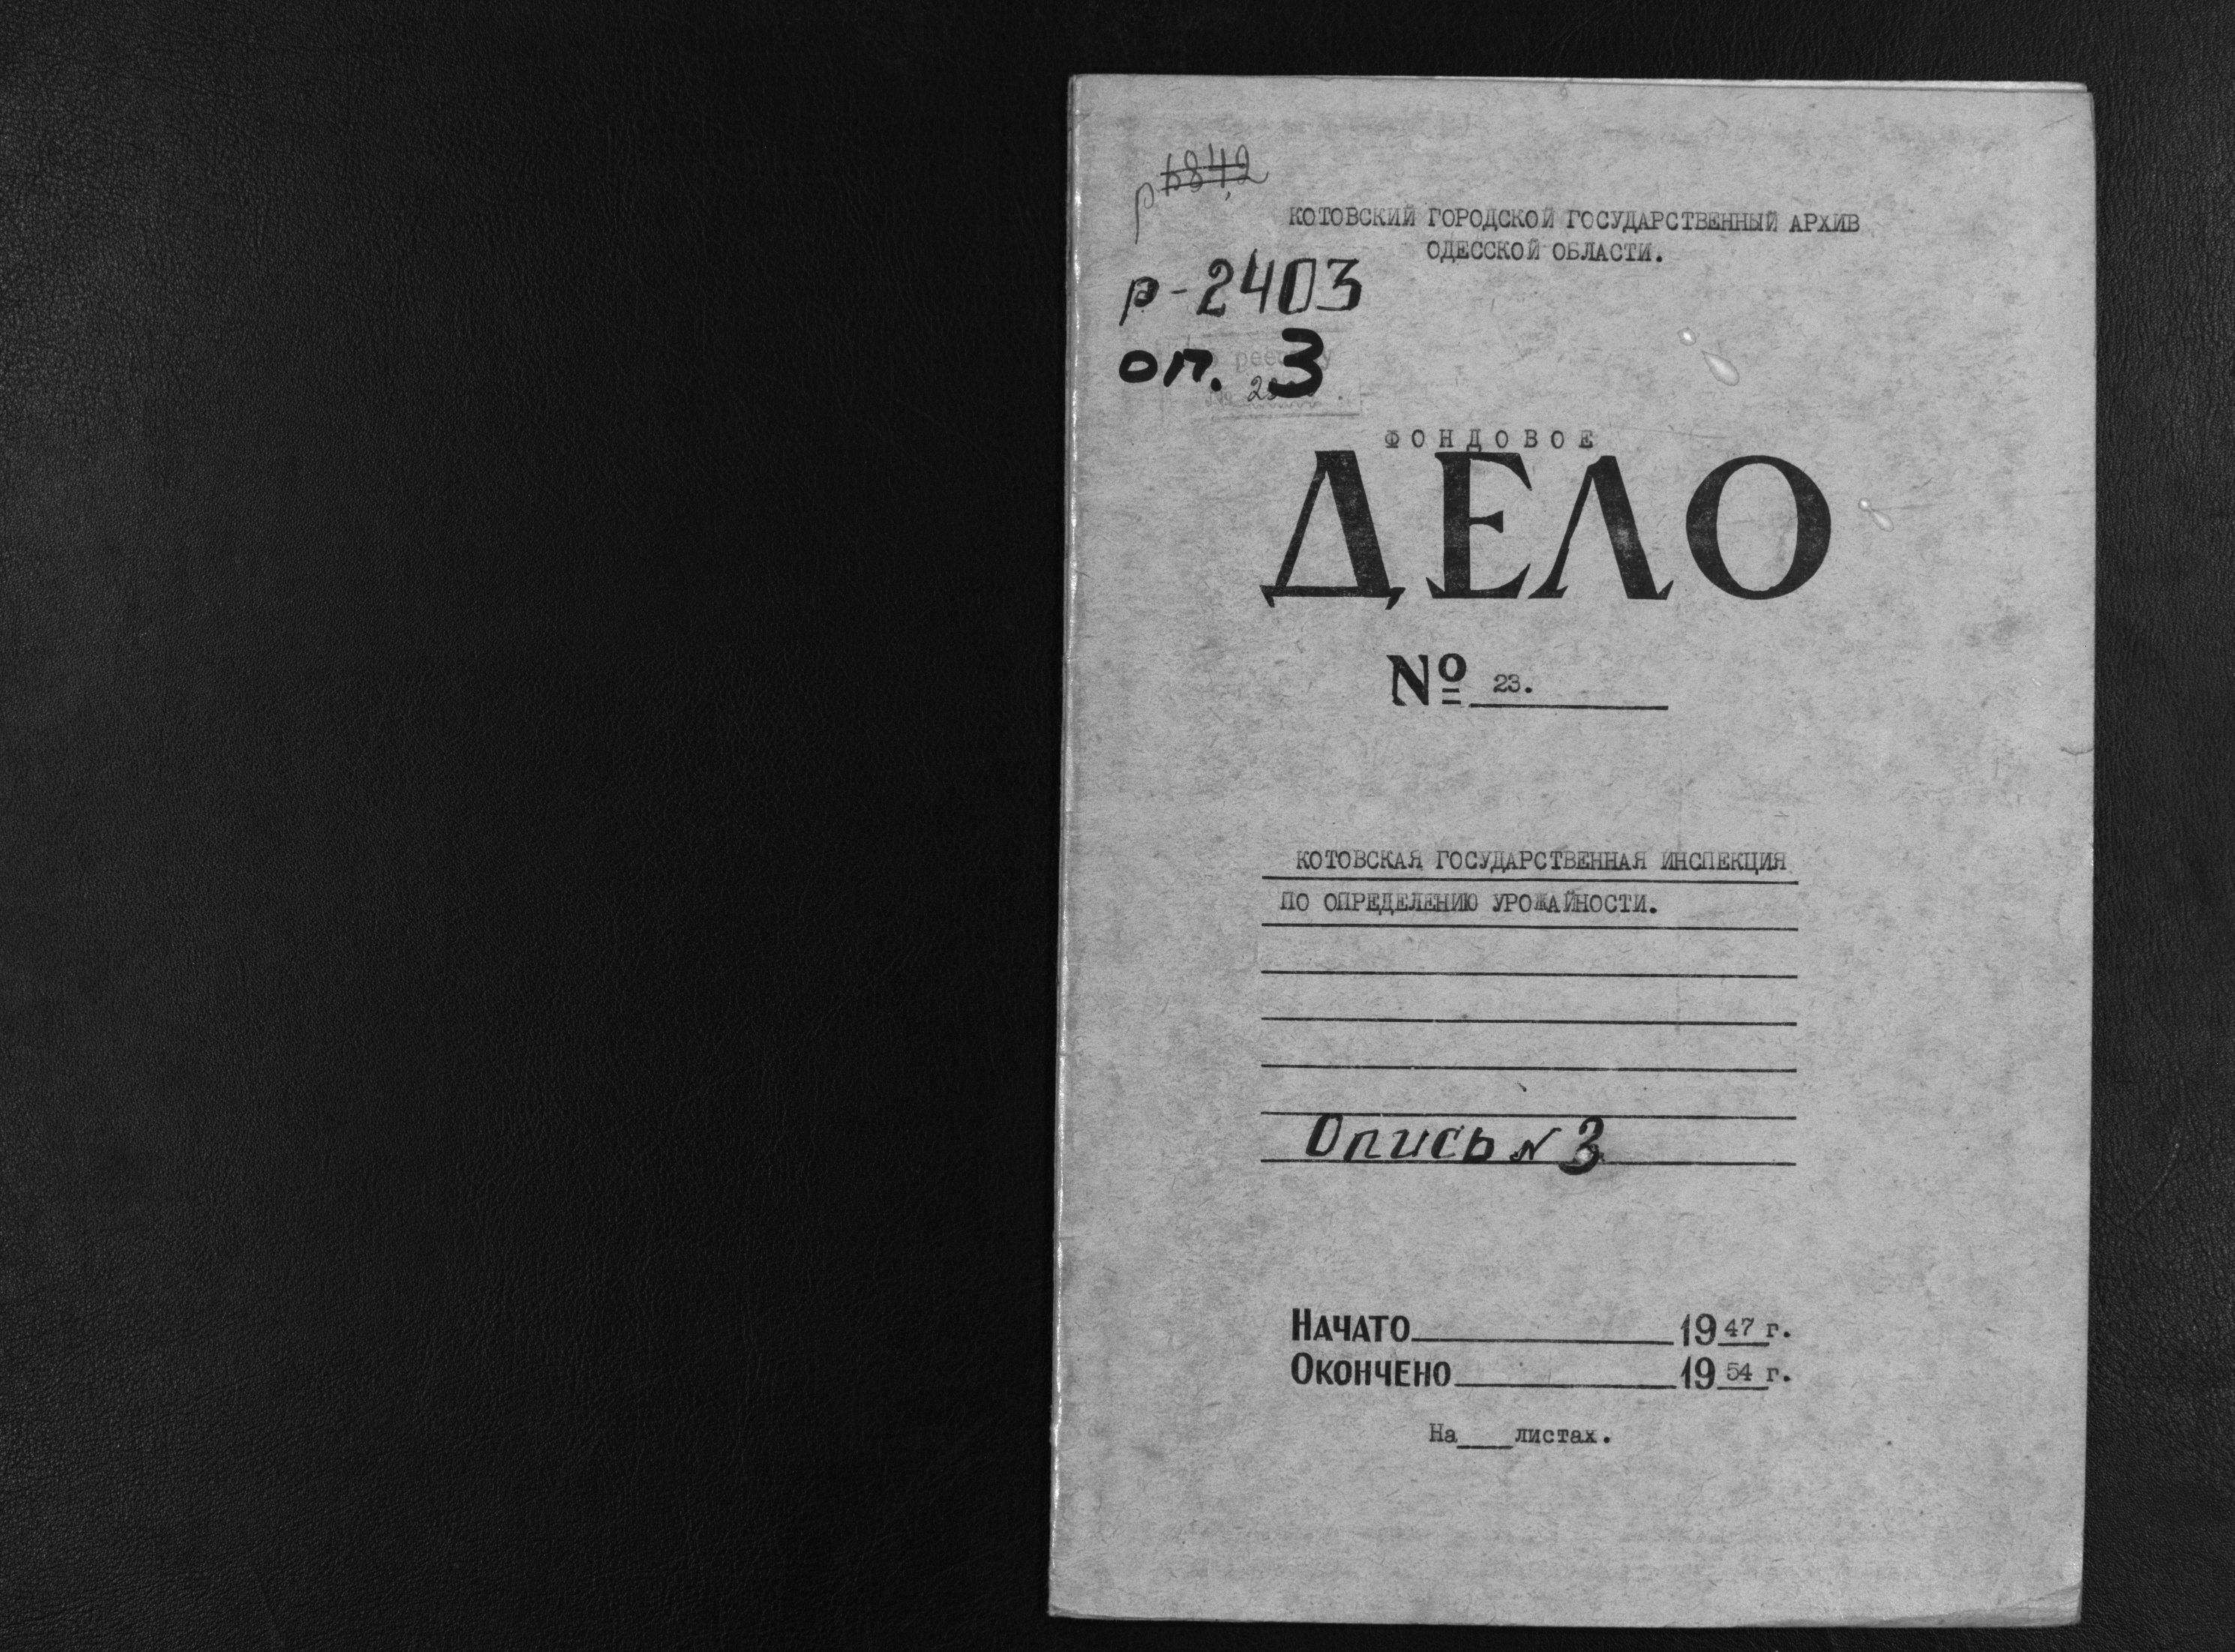 р 6842
КОТОВСКИЙ ГОРОДСКОЙ ГОСУДАРСТВЕННЫЙ АРХИВ
ОДЕССКОЙ ОБЛАСТИ.
р-2403
оп. 3
ФОНДОВОЕ
ДЕЛО
№ 23.
КОТОВСКАЯ ГОСУДАРСТВЕННАЯ ИНСПЕКЦИЯ
ПО ОПРЕДЕЛЕНИЮ УРОЖАЙНОСТИ.
Опись N 3
НАЧАТО 1947 г.
ОКОНЧЕНО 1954 г.
На листах.